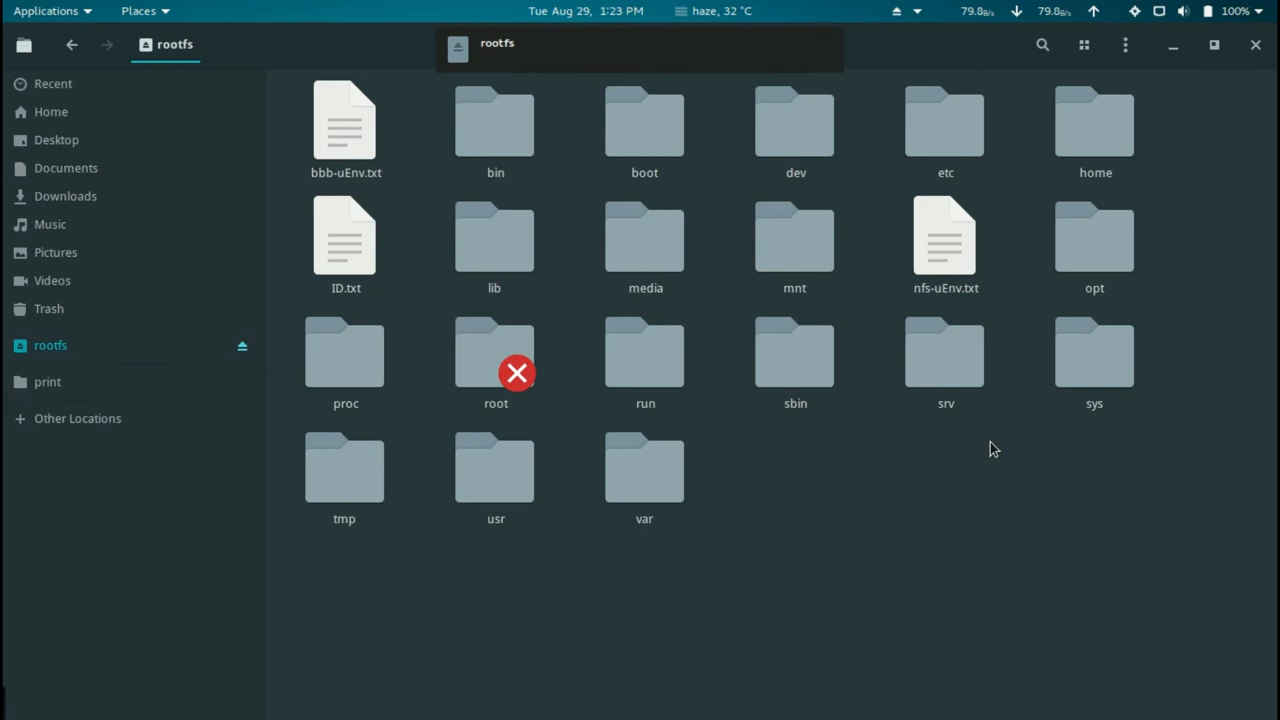 Applications Places Tue Aug 29, 1:23 PM haze, 32 °C 79.8B/s 79.8B/s 100%
rootfs
rootfs
Recent
Home
Desktop
Documents
Downloads
Music
Pictures
Videos
Trash
rootfs
print
Other Locations
bbb-uEnv.txt bin boot dev etc home
ID.txt lib media mnt nfs-uEnv.txt opt
proc root run sbin srv sys
tmp usr var